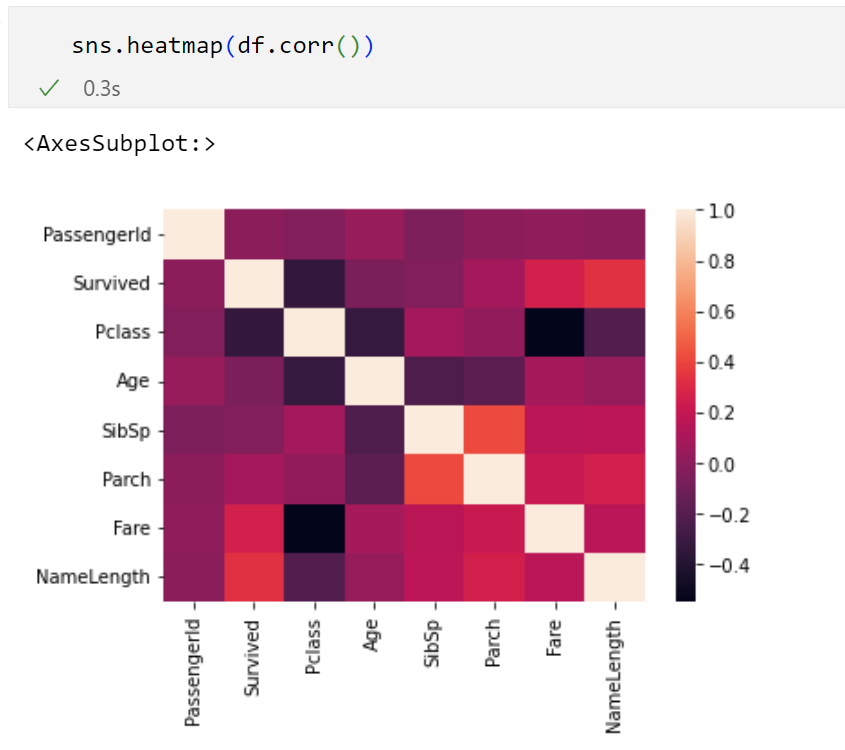 sns.heatmap(df.corr())
0.3s
<AxesSubplot:>
1.0
PassengerId
0.8
Survived
Pclass
0.6
Age
0.4
SibSp
0.2
Parch
0.0
−0.2
Fare
−0.4
NameLength
PassengerId
Survived
Pclass
Age
SibSp
Parch
Fare
NameLength